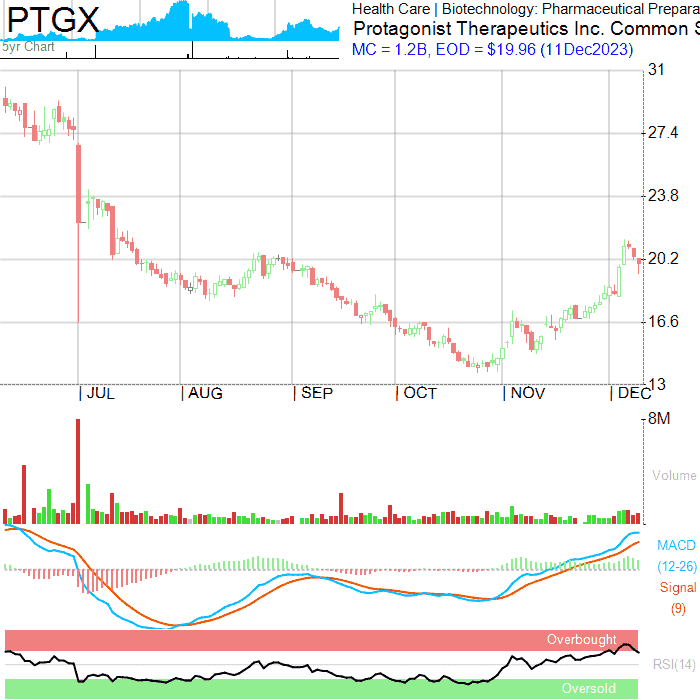 PTGX
5yr Chart
Health Care | Biotechnology: Pharmaceutical Prepara
Protagonist Therapeutics Inc. Common S
MC = 1.2B, EOD = $19.96 (11Dec2023)
31
27.4
23.8
20.2
16.6
13
| JUL | AUG | SEP | OCT | NOV | DEC
8M
Volume
MACD
(12-26)
Signal
(9)
Overbought
RSI(14)
Oversold